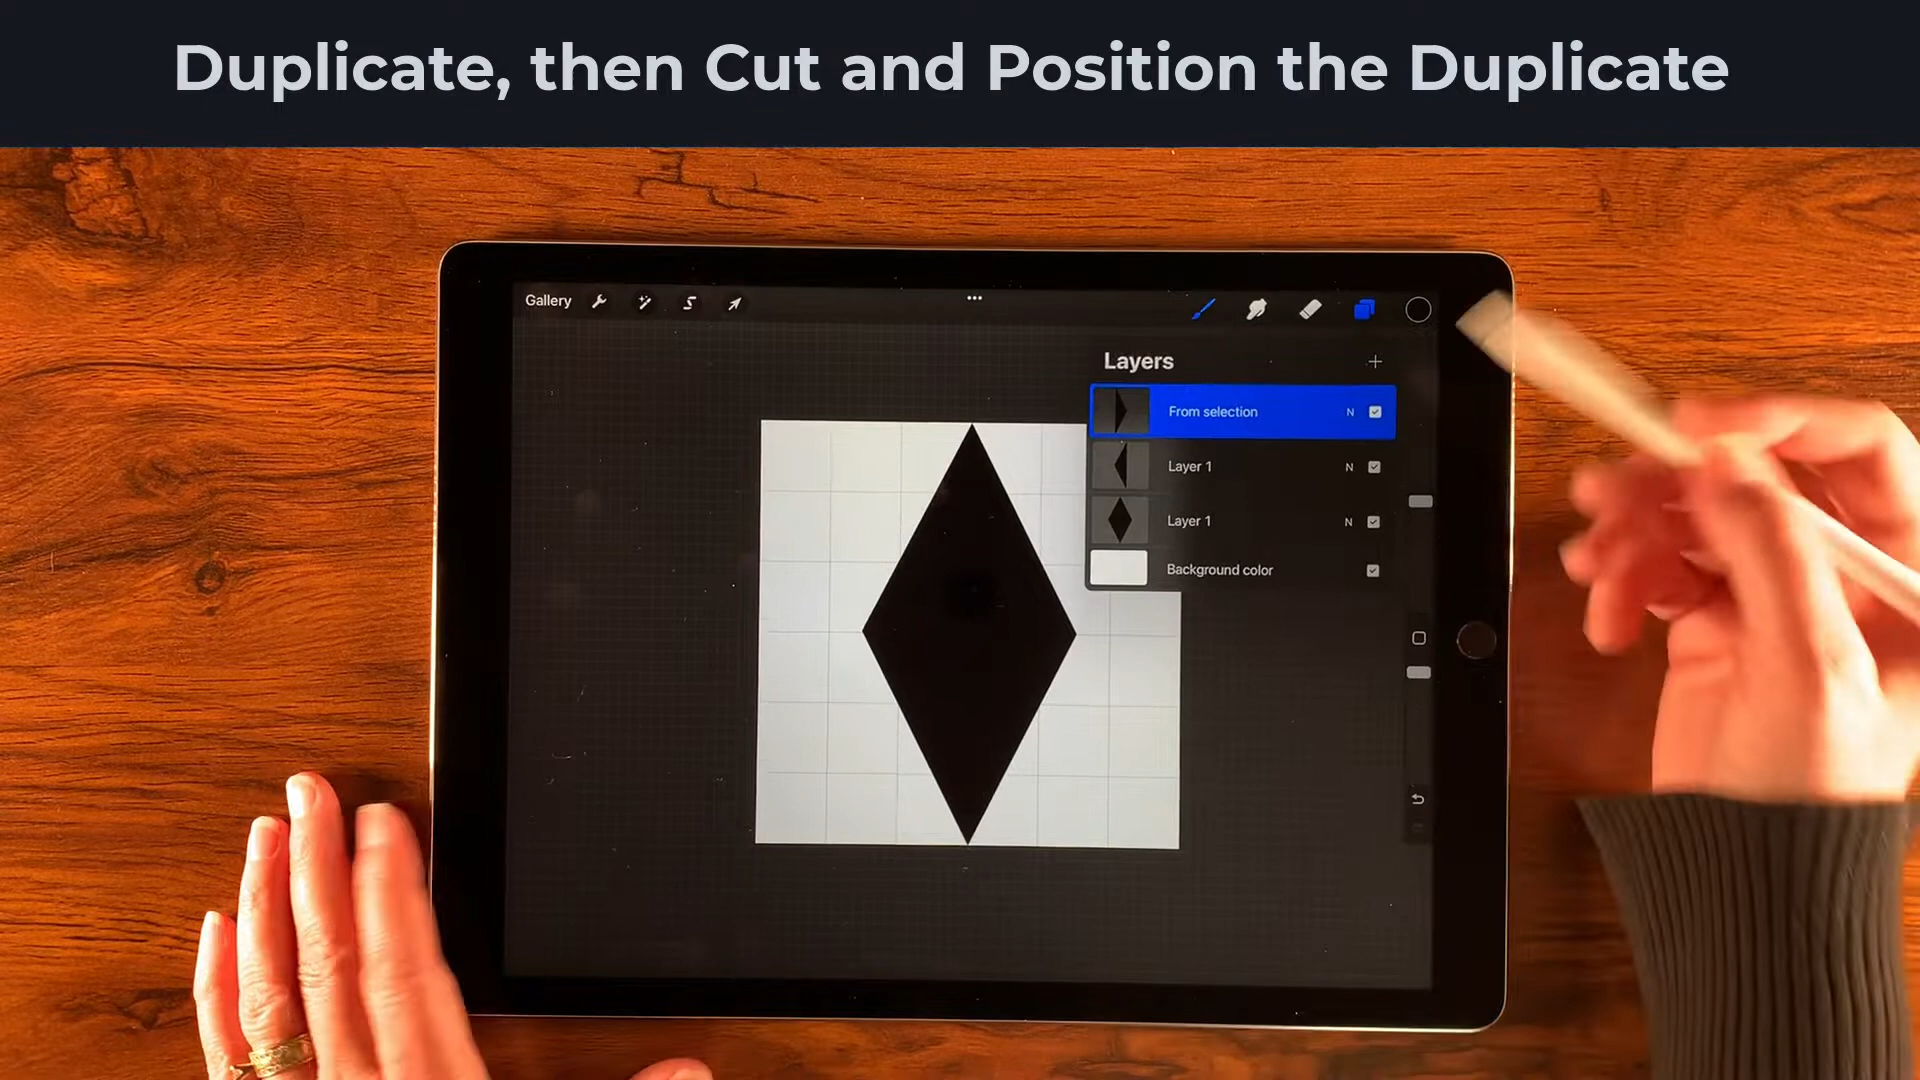 Duplicate, then Cut and Position the Duplicate
Gallery
Layers
From selection N
Layer 1 N
Layer 1 N
Background color